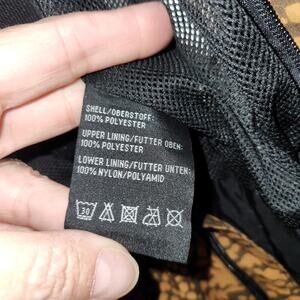 SHELL/OBERSTOFF:
100% POLYESTER
UPPER LINING/FUTTER OBEN:
100% POLYESTER
LOWER LINING/FUTTER UNTEN:
100% NYLON/POLYAMID
30